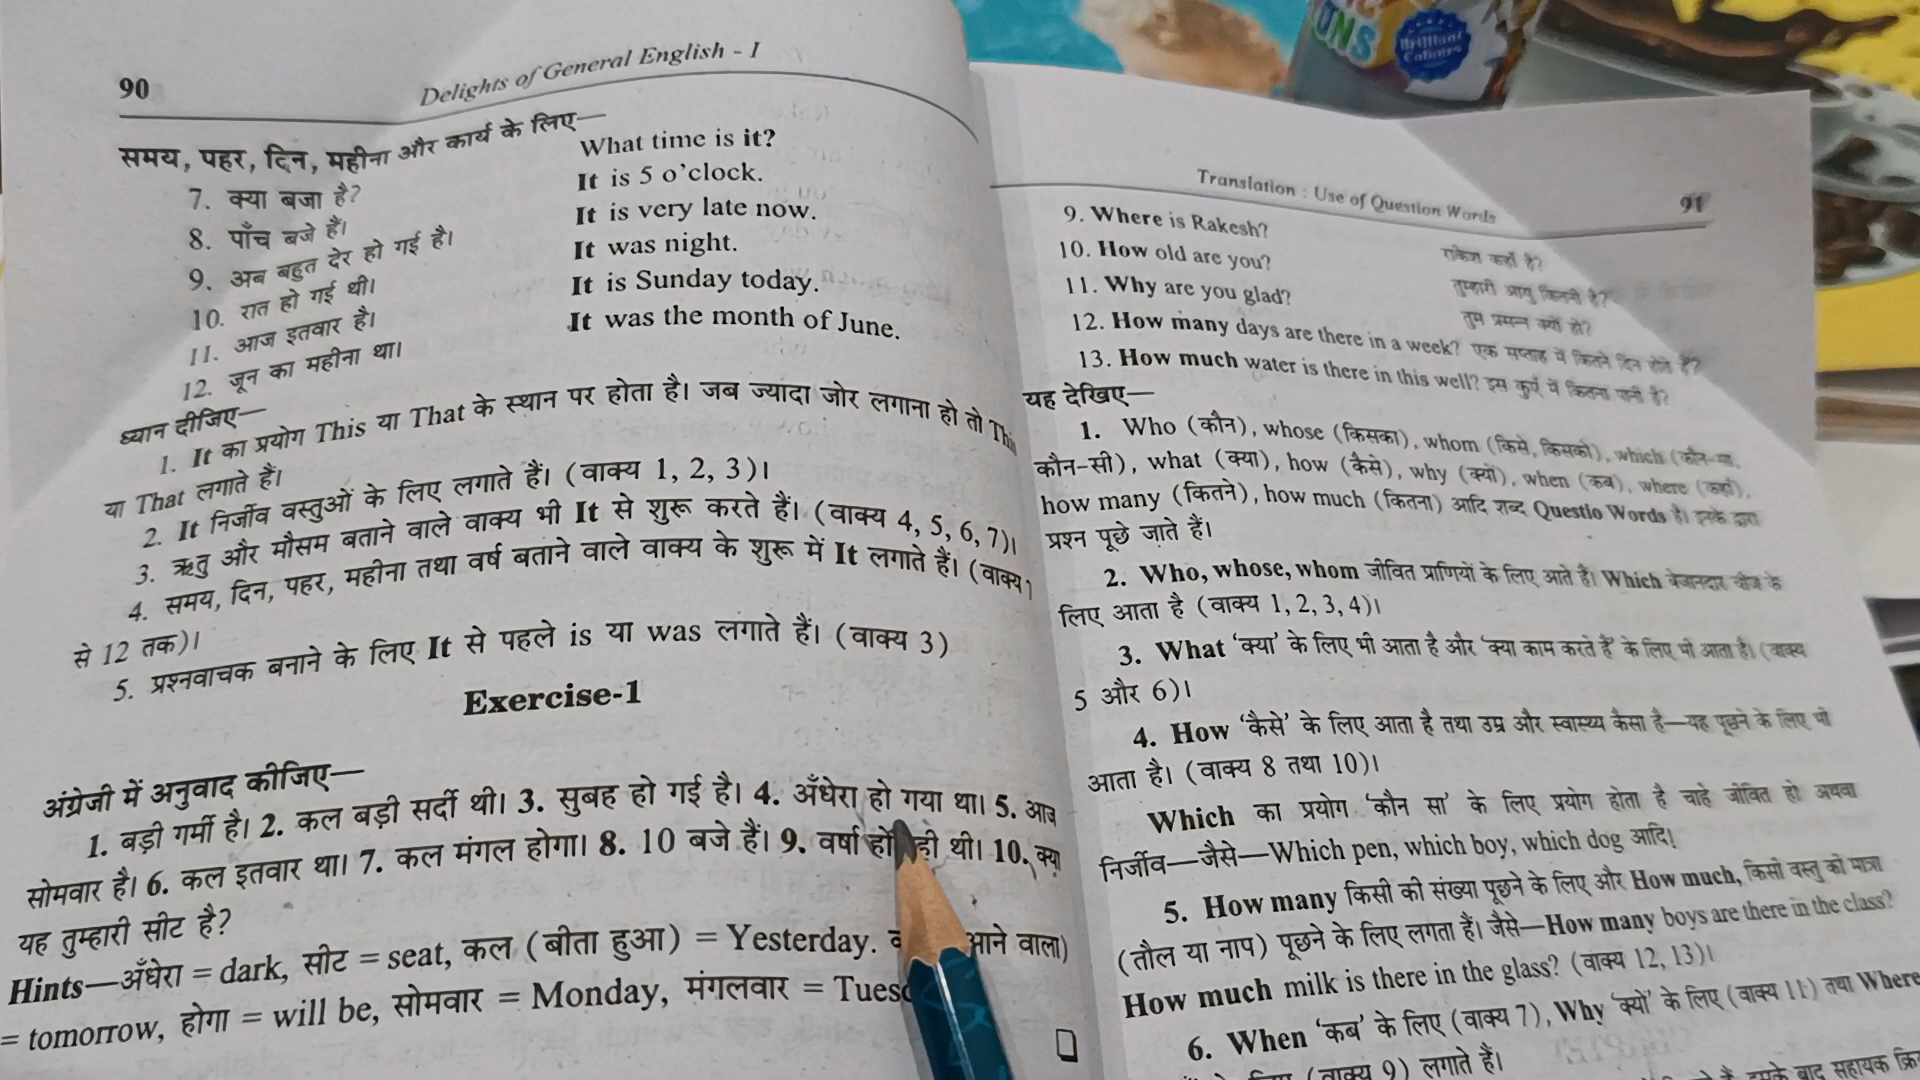 90
Delights of General English - I
समय, पहर, दिन, महीना और कार्य के लिए—
7. क्या बजा है? What time is it?
8. पाँच बजे हैं। It is 5 o'clock.
9. अब बहुत देर हो गई है। It is very late now.
10. रात हो गई थी। It was night.
11. आज इतवार है। It is Sunday today.
12. जून का महीना था। It was the month of June.
ध्यान दीजिए—
1. It का प्रयोग This या That के स्थान पर होता है। जब ज्यादा जोर लगाना हो तो This
या That लगाते हैं।
2. It निर्जीव वस्तुओं के लिए लगाते हैं। (वाक्य 1, 2, 3)।
3. ऋतु और मौसम बताने वाले वाक्य भी It से शुरू करते हैं। (वाक्य 4, 5, 6, 7)।
4. समय, दिन, पहर, महीना तथा वर्ष बताने वाले वाक्य के शुरू में It लगाते हैं। (वाक्य 7
से 12 तक)।
5. प्रश्नवाचक बनाने के लिए It से पहले is या was लगाते हैं। (वाक्य 3)
Exercise-1
अंग्रेजी में अनुवाद कीजिए—
1. बड़ी गर्मी है। 2. कल बड़ी सर्दी थी। 3. सुबह हो गई है। 4. अँधेरा हो गया था। 5. आज
सोमवार है। 6. कल इतवार था। 7. कल मंगल होगा। 8. 10 बजे हैं। 9. वर्षा हो रही थी। 10. क्या
यह तुम्हारी सीट है?
Hints—अँधेरा = dark, सीट = seat, कल (बीता हुआ) = Yesterday. आने वाला)
= tomorrow, होगा = will be, सोमवार = Monday, मंगलवार =
Translation : Use of Question Words
91
9. Where is Rakesh? राकेश कहाँ है?
10. How old are you? तुम्हारी आयु कितनी है?
11. Why are you glad? तुम प्रसन्न क्यों हो?
12. How many days are there in a week? एक सप्ताह में कितने दिन होते हैं?
13. How much water is there in this well? इस कुएँ में कितना पानी है?
यह देखिए—
1. Who (कौन), whose (किसका), whom (किसे, किसको), which (कौन-सा,
कौन-सी), what (क्या), how (कैसे), why (क्यों), when (कब), where (कहाँ),
how many (कितने), how much (कितना) आदि शब्द Questio Words हैं। इनके द्वारा
प्रश्न पूछे जाते हैं।
2. Who, whose, whom जीवित प्राणियों के लिए आते हैं। Which बेजानदार चीज के
लिए आता है (वाक्य 1, 2, 3, 4)।
3. What 'क्या' के लिए भी आता है और 'क्या काम करते हैं' के लिए भी आता है। (वाक्य
5 और 6)।
4. How 'कैसे' के लिए आता है तथा उम्र और स्वास्थ्य कैसा है—यह पूछने के लिए भी
आता है। (वाक्य 8 तथा 10)।
Which का प्रयोग 'कौन सा' के लिए प्रयोग होता है चाहे जीवित हो अथवा
निर्जीव—जैसे—Which pen, which boy, which dog आदि।
5. How many किसी की संख्या पूछने के लिए और How much, किसी वस्तु की मात्रा
(तौल या नाप) पूछने के लिए लगता हैं। जैसे—How many boys are there in the class?
How much milk is there in the glass? (वाक्य 12, 13)।
6. When 'कब' के लिए (वाक्य 7), Why 'क्यों' के लिए (वाक्य 11) तथा Where
(वाक्य 9) लगाते हैं।
बाद सहायक